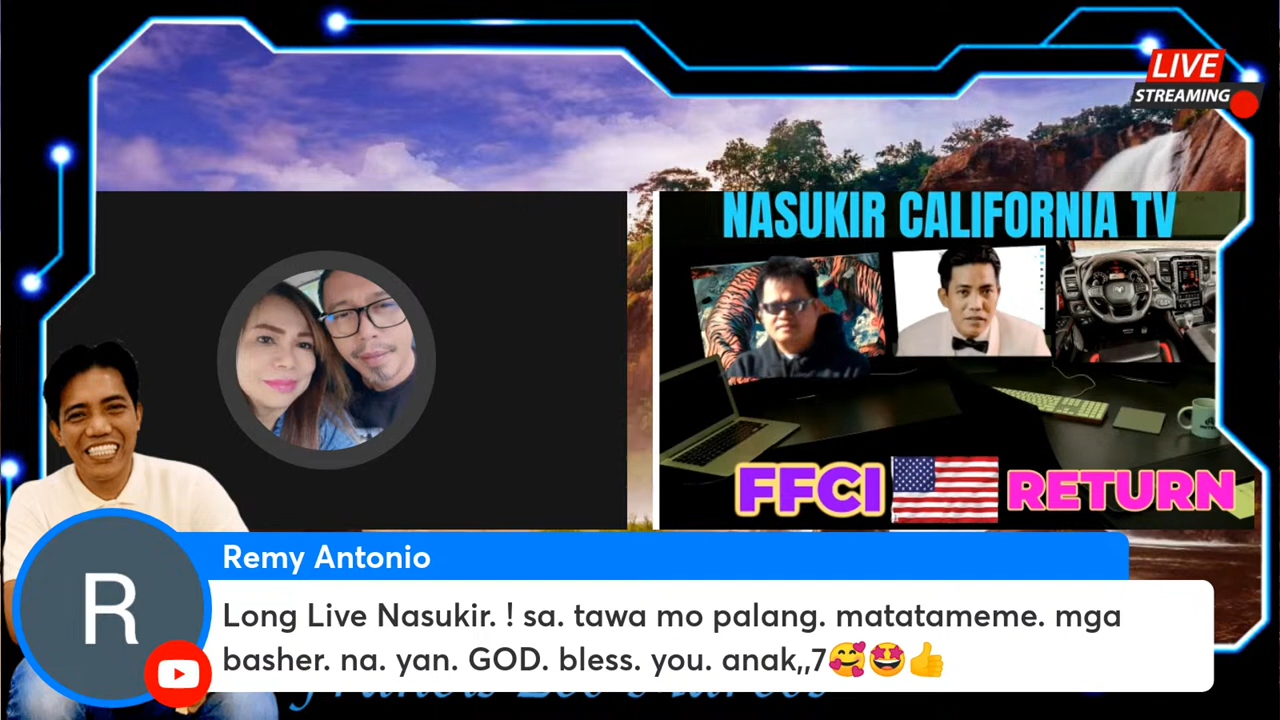 LIVE
STREAMING
NASUKIR CALIFORNIA TV
FFCI RETURN
Remy Antonio
R
Long Live Nasukir. ! sa. tawa mo palang. matatameme. mga
basher. na. yan. GOD. bless. you. anak,,7🥰🤩👍